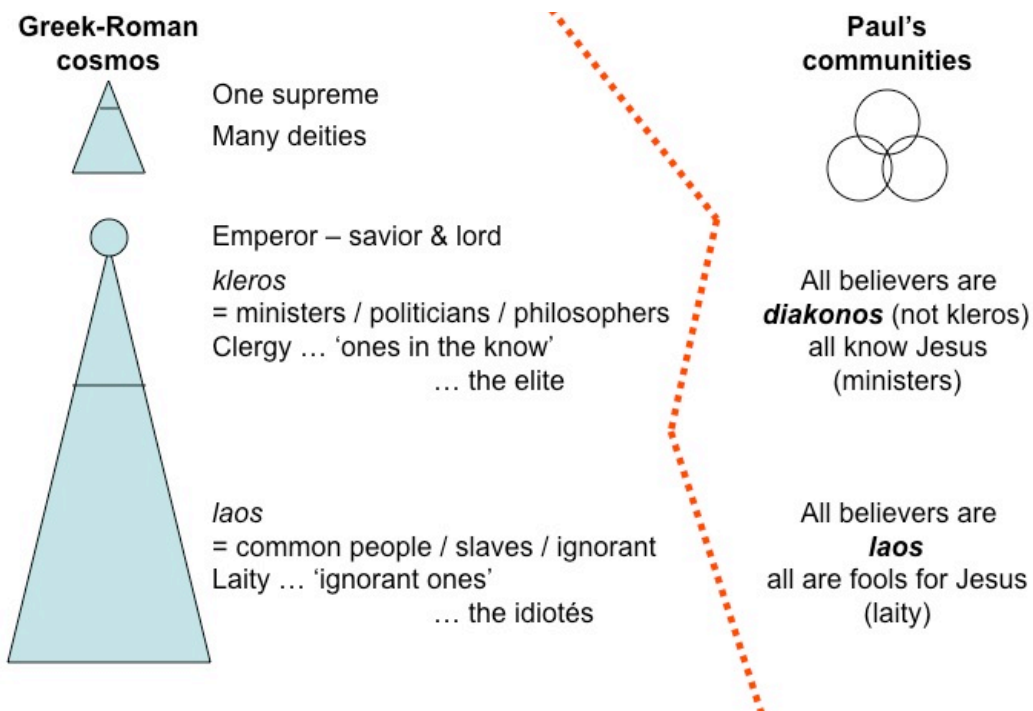 Greek-Roman
cosmos
One supreme
Many deities
Emperor – savior & lord
kleros
= ministers / politicians / philosophers
Clergy … ‘ones in the know’
… the elite
laos
= common people / slaves / ignorant
Laity … ‘ignorant ones’
… the idiotés
Paul’s
communities
All believers are
diakonos (not kleros)
all know Jesus
(ministers)
All believers are
laos
all are fools for Jesus
(laity)